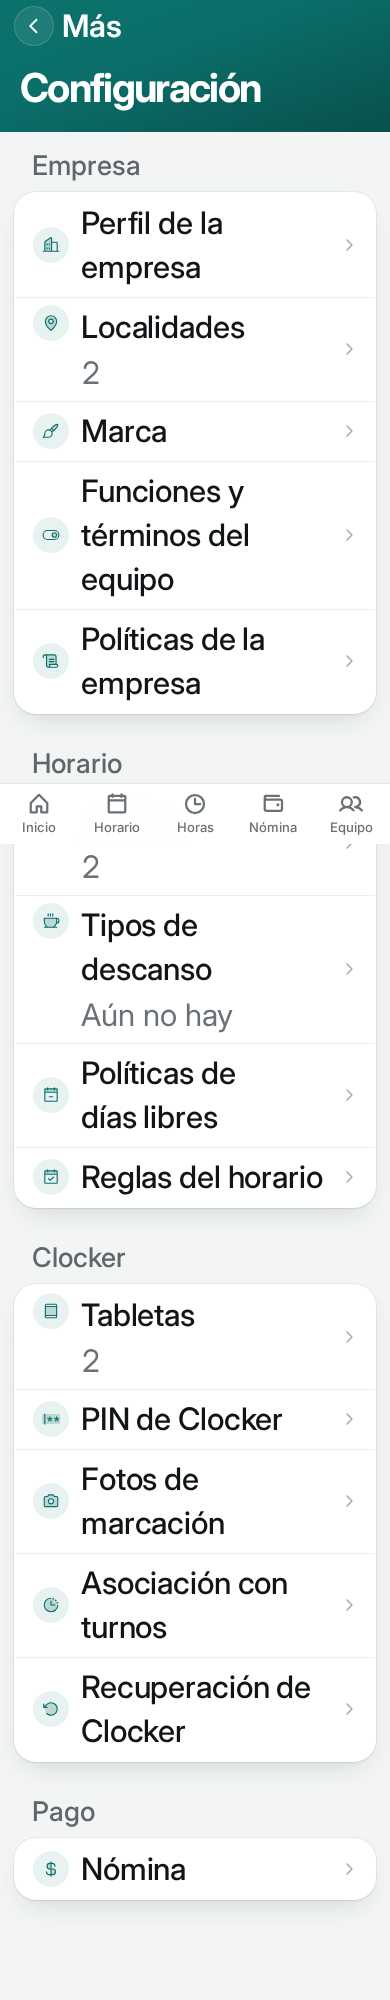 Más
Configuración
Empresa
Perfil de la
empresa
Localidades
2
Marca
Funciones y
términos del
equipo
Políticas de la
empresa
Horario
Inicio
Horario
Horas
Nómina
Equipo
2
Tipos de
descanso
Aún no hay
Políticas de
días libres
Reglas del horario
Clocker
Tabletas
2
PIN de Clocker
Fotos de
marcación
Asociación con
turnos
Recuperación de
Clocker
Pago
Nómina